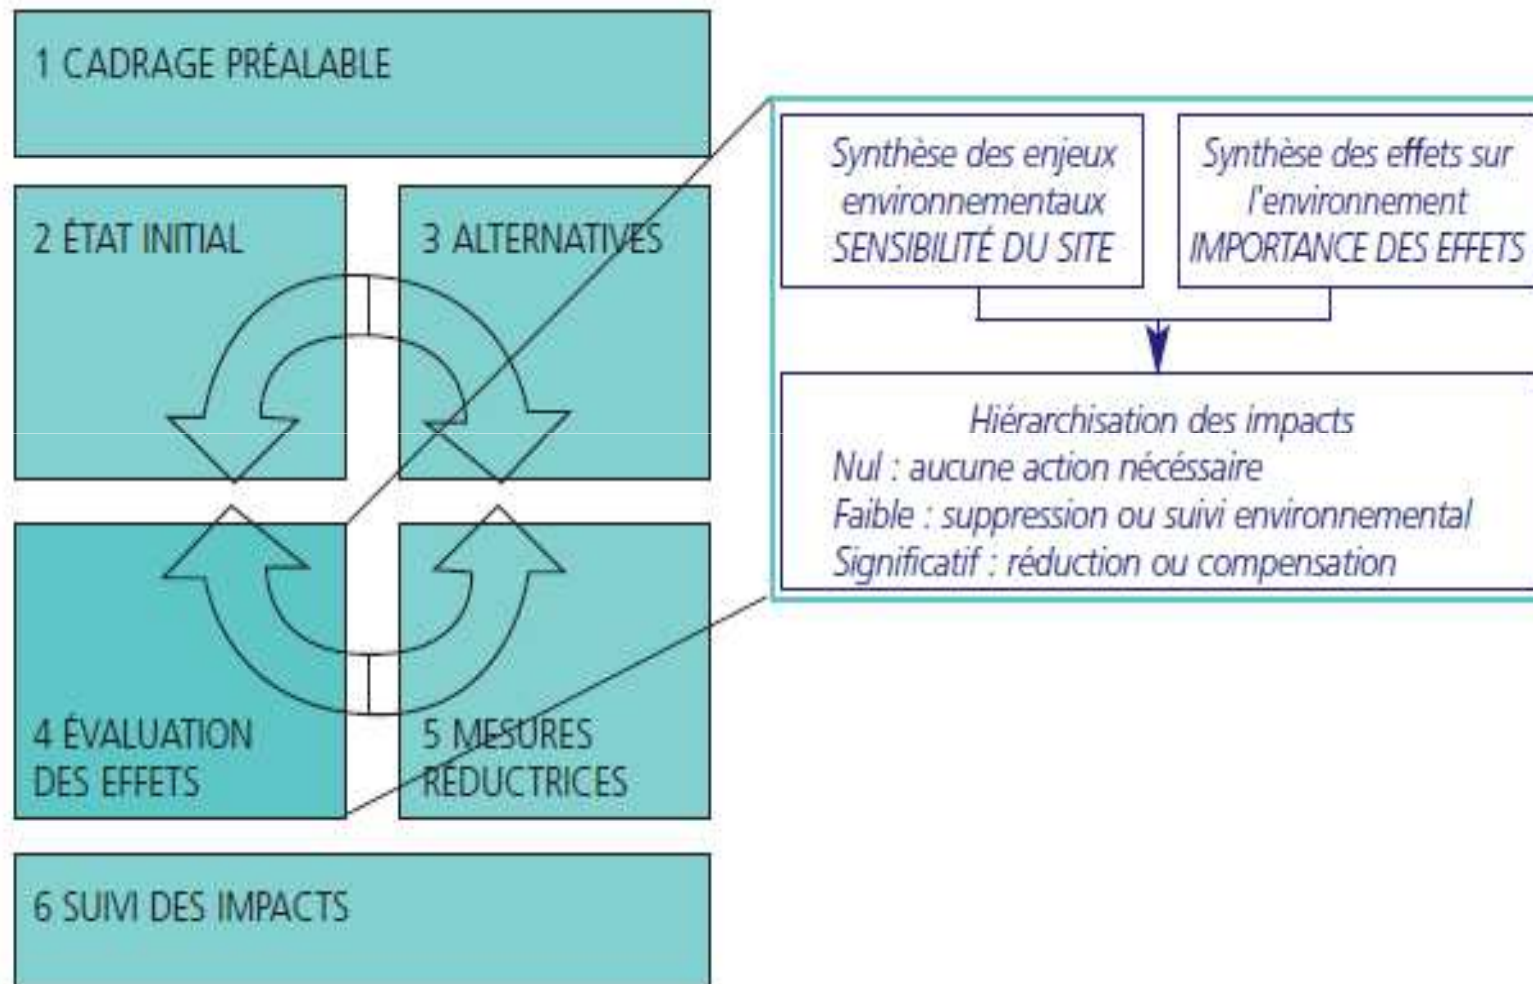 1 CADRAGE PRÉALABLE
2 ÉTAT INITIAL
3 ALTERNATIVES
4 ÉVALUATION
DES EFFETS
5 MESURES
RÉDUCTRICES
6 SUIVI DES IMPACTS
Synthèse des enjeux
environnementaux
SENSIBILITÉ DU SITE
Synthèse des effets sur
l'environnement
IMPORTANCE DES EFFETS
Hiérarchisation des impacts
Nul : aucune action nécéssaire
Faible : suppression ou suivi environnemental
Significatif : réduction ou compensation